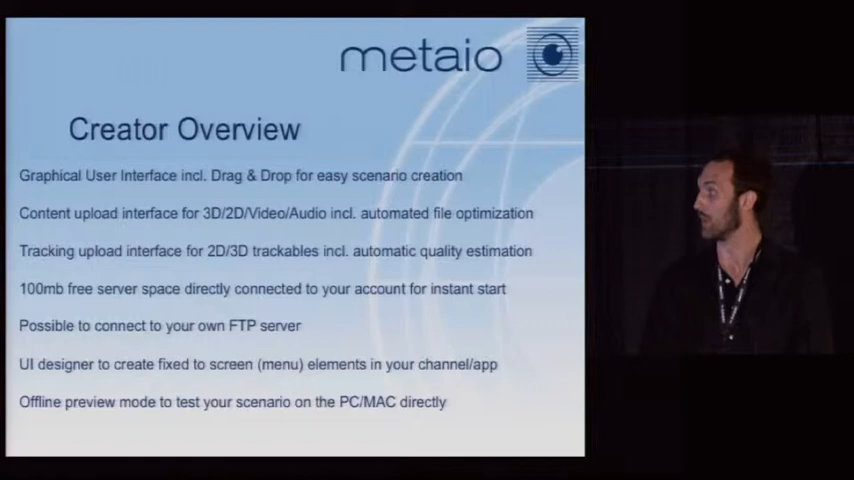 metaio
Creator Overview
Graphical User Interface incl. Drag & Drop for easy scenario creation
Content upload interface for 3D/2D/Video/Audio incl. automated file optimization
Tracking upload interface for 2D/3D trackables incl. automatic quality estimation
100mb free server space directly connected to your account for instant start
Possible to connect to your own FTP server
UI designer to create fixed to screen (menu) elements in your channel/app
Offline preview mode to test your scenario on the PC/MAC directly